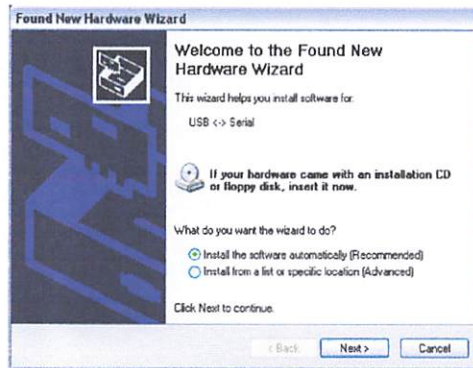 Found New Hardware Wizard
Welcome to the Found New
Hardware Wizard
This wizard helps you install software for:
USB <-> Serial
If your hardware came with an installation CD
or floppy disk, insert it now.
What do you want the wizard to do?
Install the software automatically (Recommended)
Install from a list or specific location (Advanced)
Click Next to continue.
< Back
Next >
Cancel